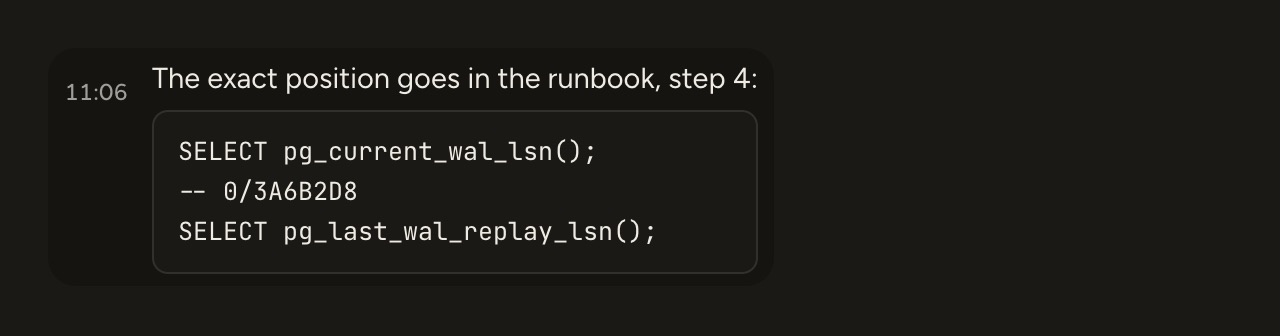 The exact position goes in the runbook, step 4:
11:06
SELECT pg_current_wal_lsn();
-- 0/3A6B2D8
SELECT pg_last_wal_replay_lsn();